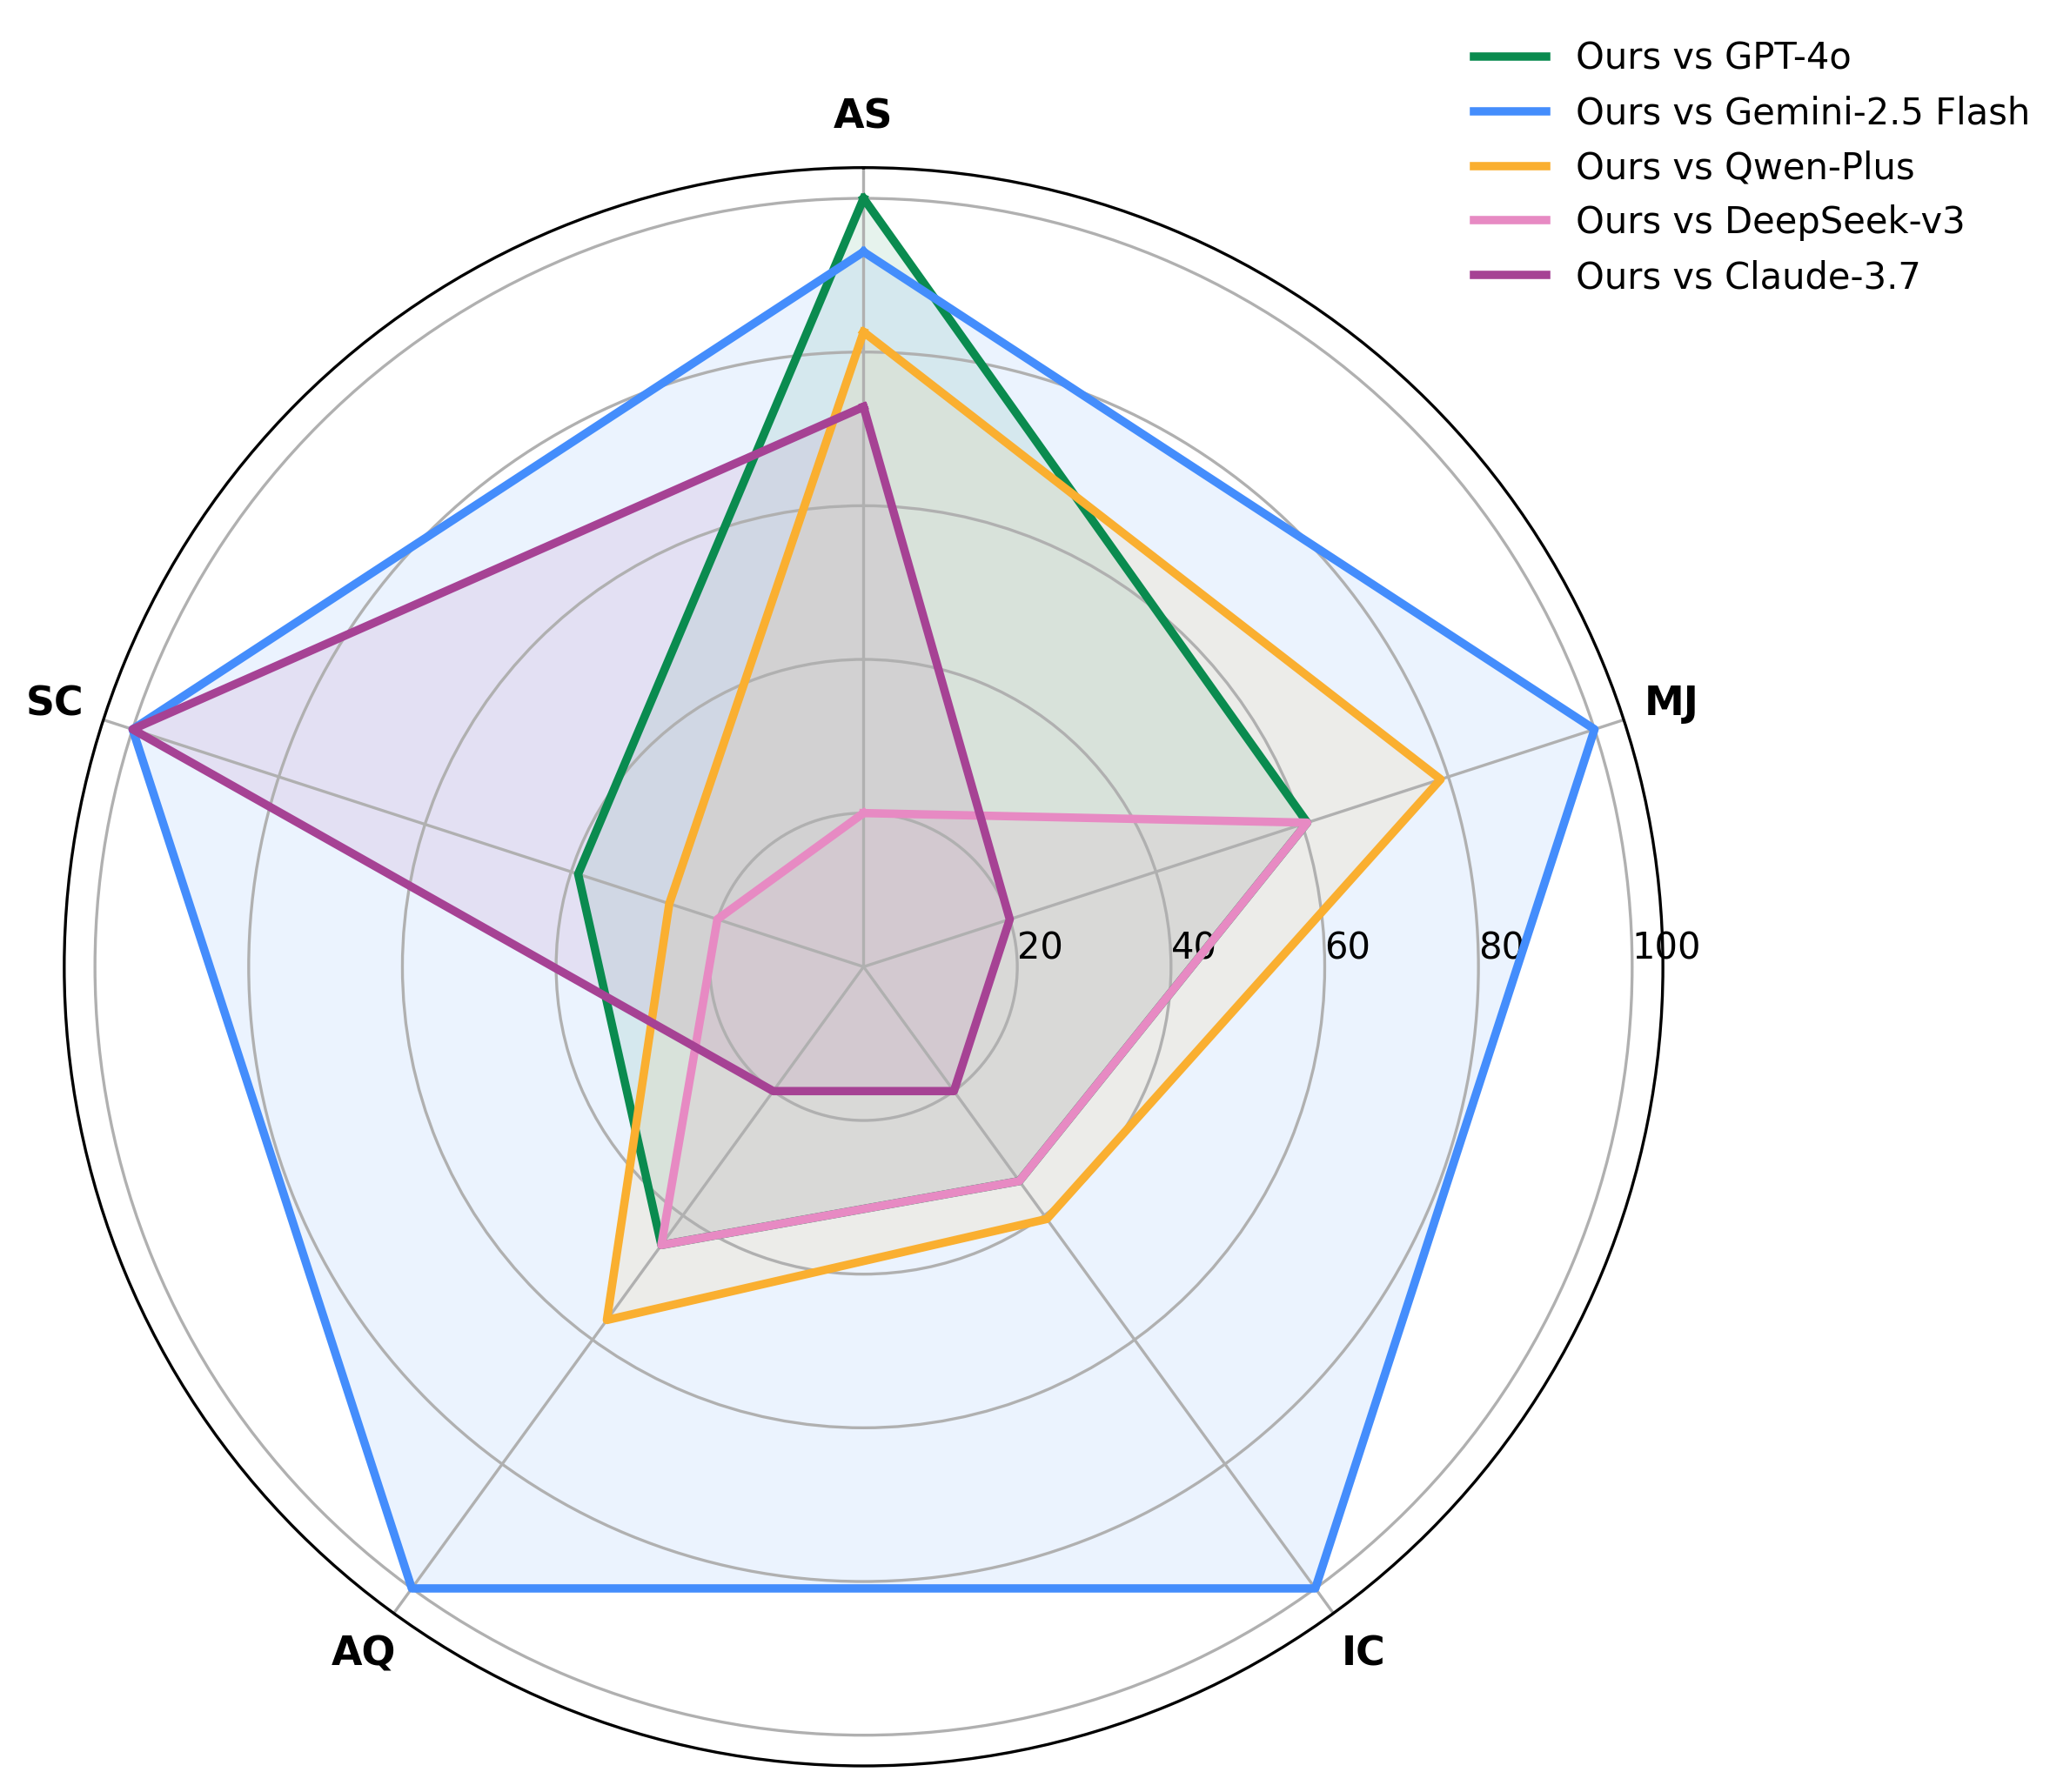 Ours vs GPT-4o
Ours vs Gemini-2.5 Flash
Ours vs Qwen-Plus
Ours vs DeepSeek-v3
Ours vs Claude-3.7
AS
SC
MJ
20
40
60
80
100
AQ
IC